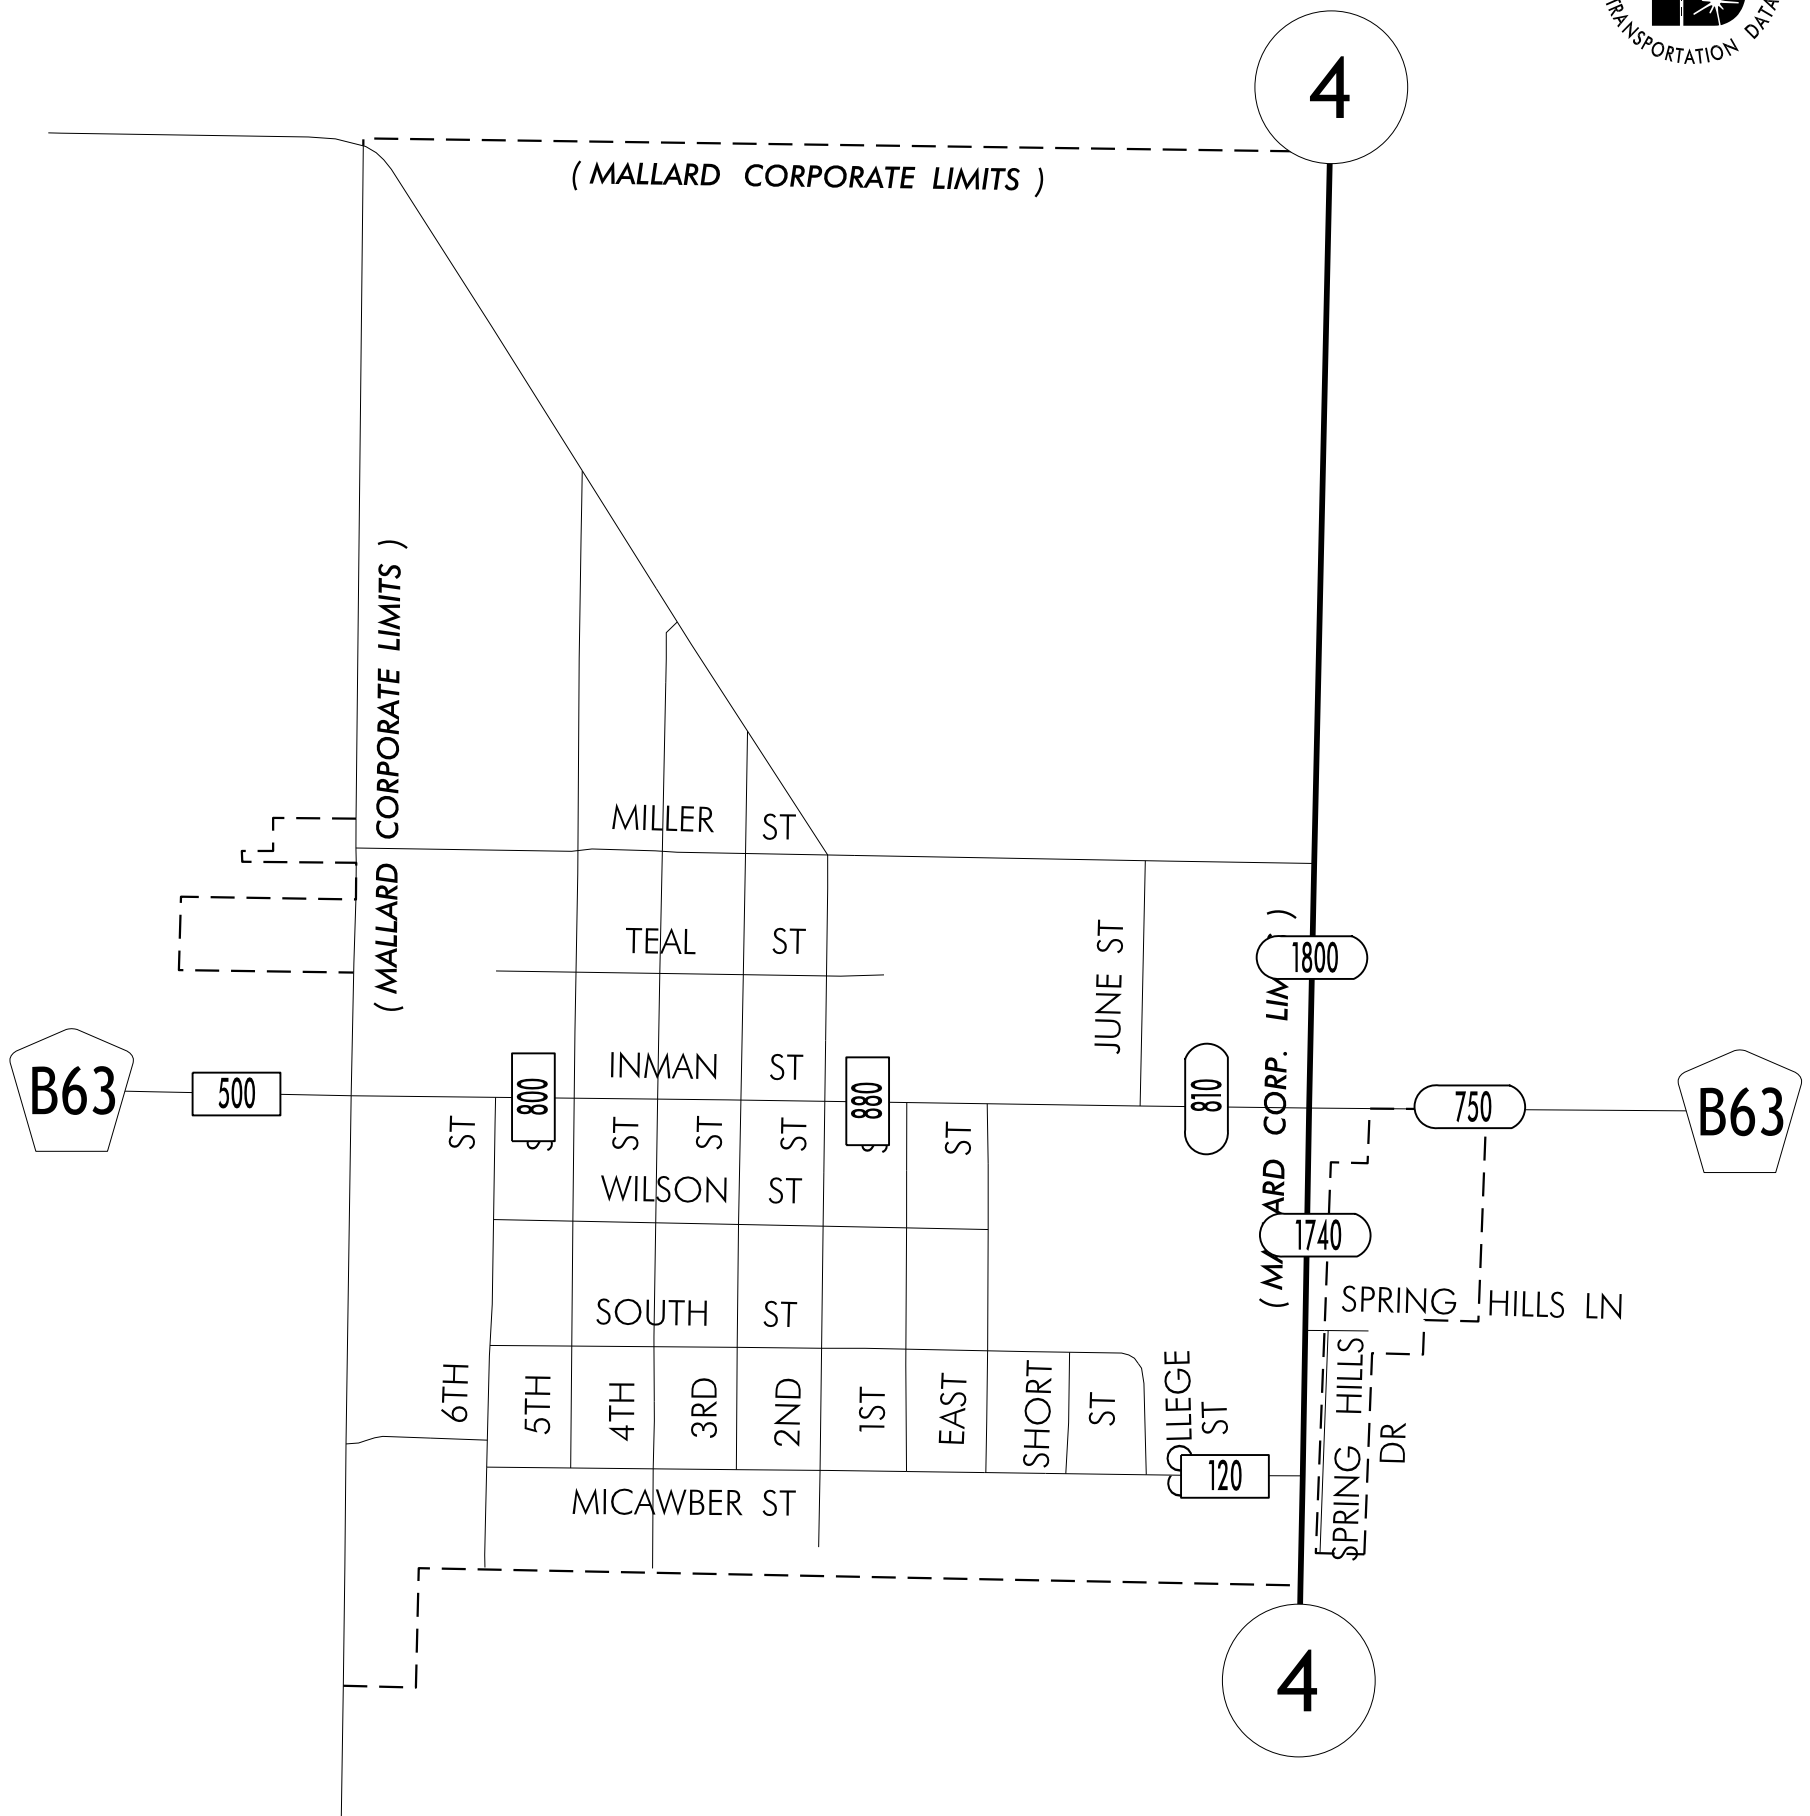 TRANSPORTATION DATA
4
( MALLARD CORPORATE LIMITS )
( MALLARD CORPORATE LIMITS )
MILLER ST
TEAL ST
JUNE ST
1800
INMAN ST
B63
500
800
880
810
750
B63
ST
ST
ST
ST
ST
WILSON ST
1740
SPRING HILLS LN
SOUTH ST
6TH
5TH
4TH
3RD
2ND
1ST
EAST
SHORT ST
ST
SPRING HILLS DR
120
MICAWBER ST
4